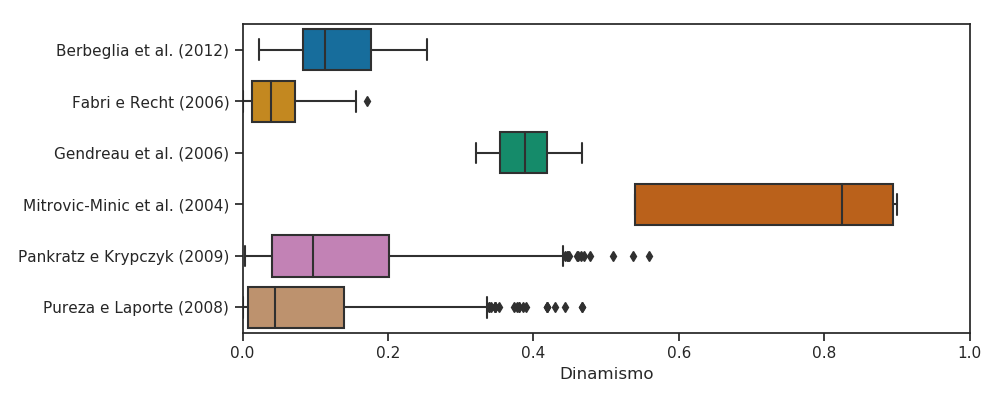 Berbeglia et al. (2012)
Fabri e Recht (2006)
Gendreau et al. (2006)
Mitrovic-Minic et al. (2004)
Pankratz e Krypczyk (2009)
Pureza e Laporte (2008)
0.0 0.2 0.4 0.6 0.8 1.0
Dinamismo